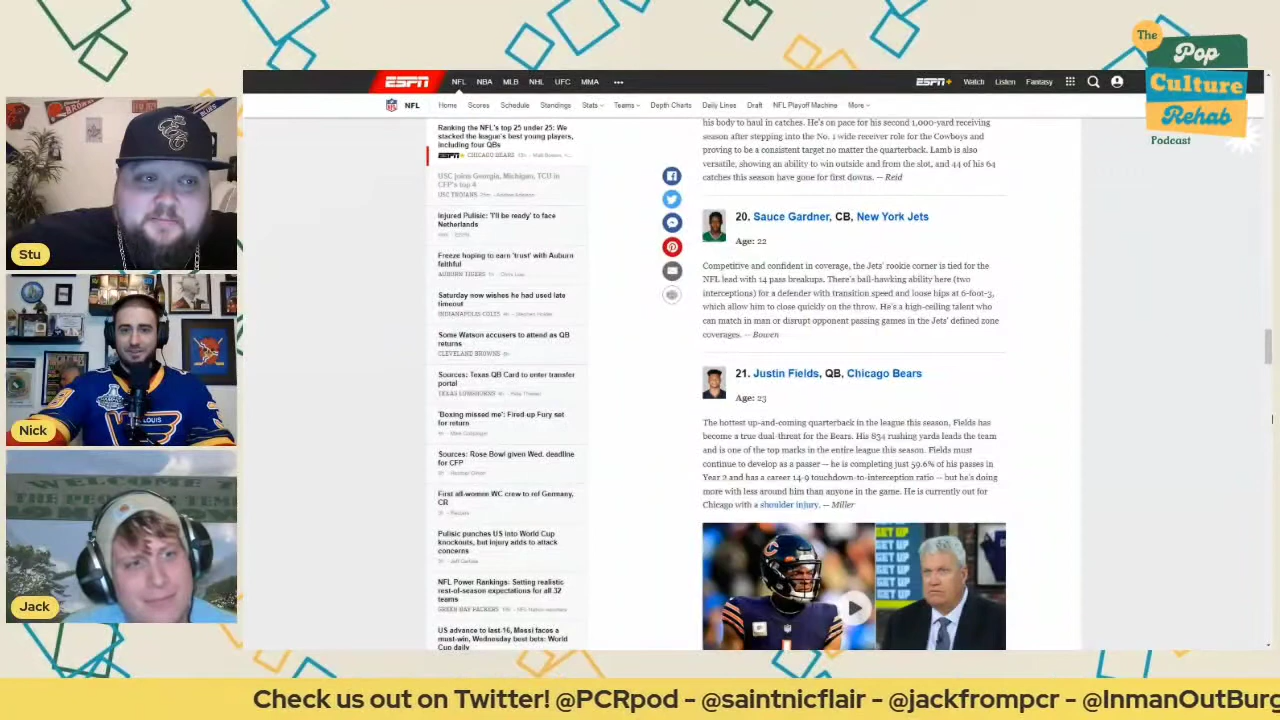 The
Pop
Culture
Rehab
Podcast
ESPN
NFL
NBA
MLB
NHL
UFC
MMA
ESPN+
Watch
Listen
Fantasy
NFL
Home
Scores
Schedule
Standings
Stats
Teams
Depth Charts
Daily Lines
Draft
NFL Playoff Machine
More
Stu
Nick
Jack
LOUIS
Ranking the NFL's top 25 under 25: We
stacked the league's best young players,
including four QBs
ESPN+ CHICAGO BEARS
USC joins Georgia, Michigan, TCU in
CFP's top 4
USC TROJANS
Injured Pulisic: 'I'll be ready' to face
Netherlands
Freeze hoping to earn 'trust' with Auburn
faithful
AUBURN TIGERS
Saturday now wishes he had used late
timeout
INDIANAPOLIS COLTS
Some Watson accusers to attend as QB
returns
CLEVELAND BROWNS
Sources: Texas QB Card to enter transfer
portal
TEXAS LONGHORNS
'Boxing missed me': Fired up Fury set
for return
Sources: Rose Bowl given Wed. deadline
for CFP
First all-women WC crew to ref Germany,
CR
Pulisic punches US into World Cup
knockouts, but injury adds to attack
concerns
NFL Power Rankings: Setting realistic
rest-of-season expectations for all 32
teams
GREEN BAY PACKERS
US advance to last-16, Messi faces a
must-win, Wednesday best bets: World
Cup daily
his body to haul in catches. He's on pace for his second 1,000-yard receiving
season after stepping into the No. 1 wide receiver role for the Cowboys and
proving to be a consistent target no matter the quarterback. Lamb is also
versatile, showing an ability to win outside and from the slot, and 44 of his 64
catches this season have gone for first downs. — Reid
20. Sauce Gardner, CB, New York Jets
Age: 22
Competitive and confident in coverage, the Jets' rookie corner is tied for the
NFL lead with 14 pass breakups. There's ball-hawking ability here (two
interceptions) for a defender with transition speed and loose hips at 6-foot-3,
which allow him to close quickly on the throw. He's a high-ceiling talent who
can match in man or disrupt opponent passing games in the Jets' defined zone
coverages. — Bowen
21. Justin Fields, QB, Chicago Bears
Age: 23
The hottest up-and-coming quarterback in the league this season, Fields has
become a true dual-threat for the Bears. His 834 rushing yards leads the team
and is one of the top marks in the entire league this season. Fields must
continue to develop as a passer -- he is completing just 59.6% of his passes in
Year 2 and has a career 14-9 touchdown-to-interception ratio -- but he's doing
more with less around him than anyone in the game. He is currently out for
Chicago with a shoulder injury. — Miller
GET UP
GET UP
GET UP
GET UP
GET UP
Check us out on Twitter! @PCRpod - @saintnicflair - @jackfrompcr - @InmanOutBurg